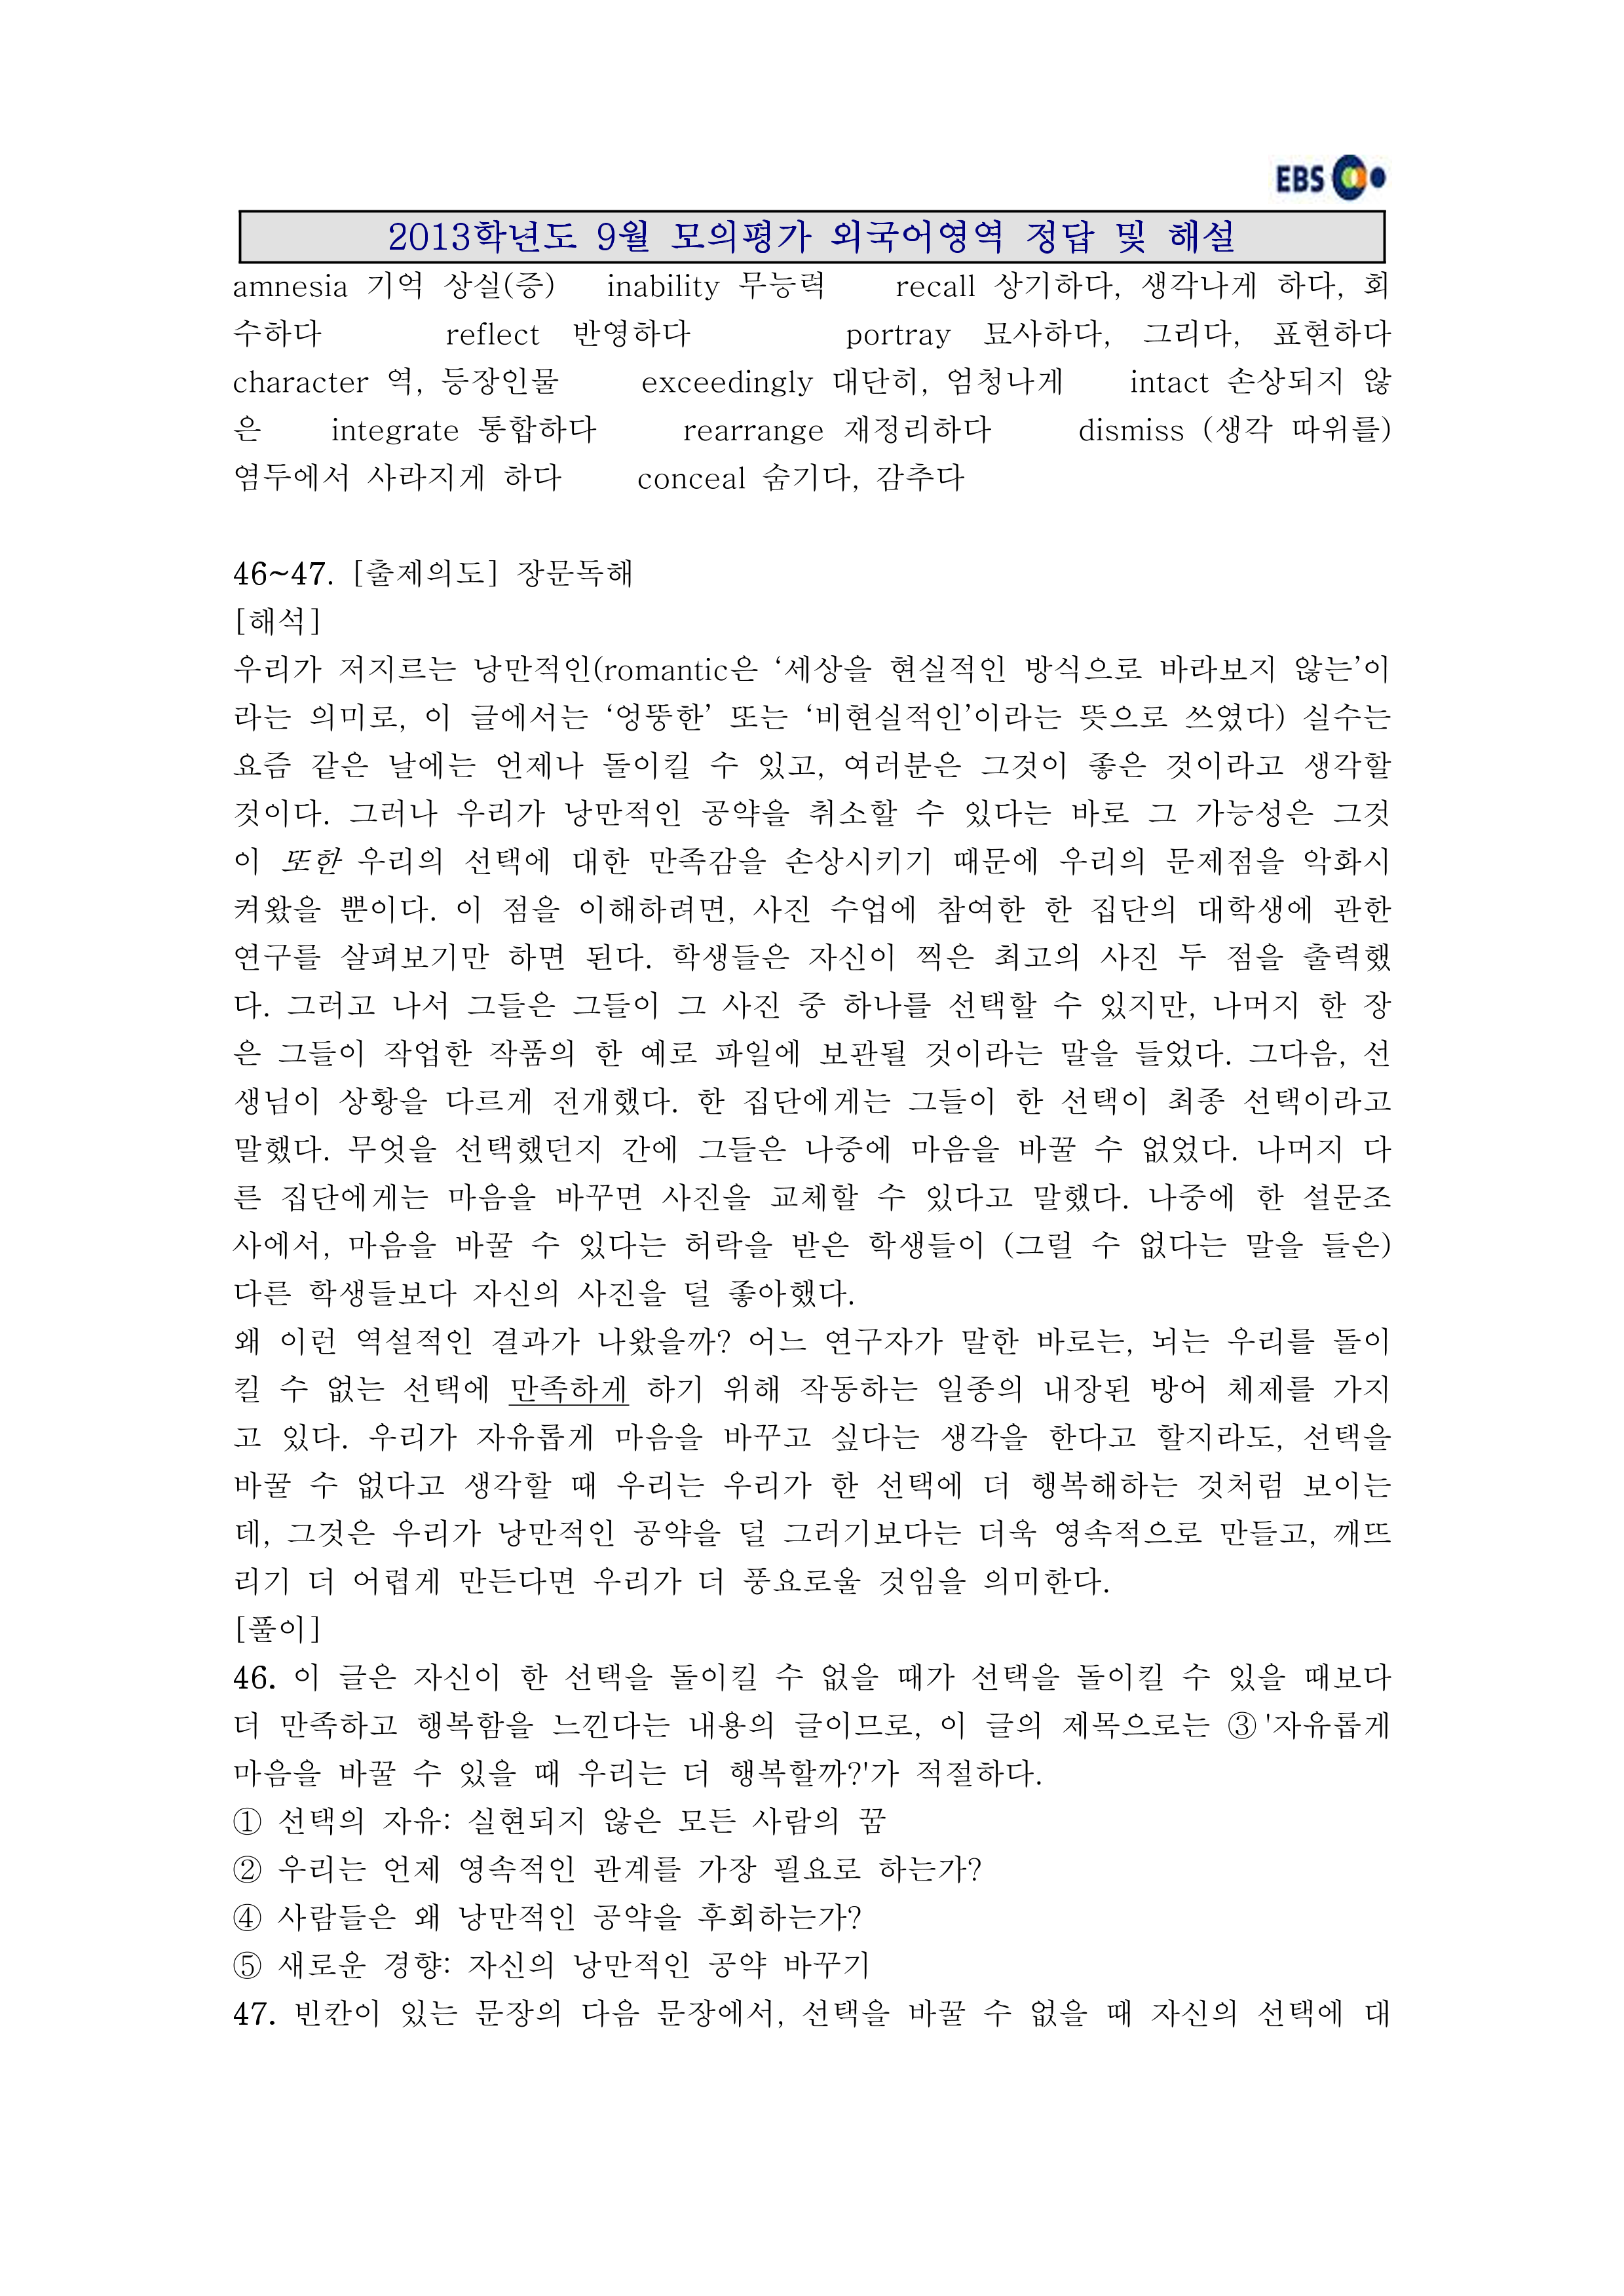 EBS
2013학년도 9월 모의평가 외국어영역 정답 및 해설
amnesia 기억 상실(증) inability 무능력 recall 상기하다, 생각나게 하다, 회
수하다 reflect 반영하다 portray 묘사하다, 그리다, 표현하다
character 역, 등장인물 exceedingly 대단히, 엄청나게 intact 손상되지 않
은 integrate 통합하다 rearrange 재정리하다 dismiss (생각 따위를)
염두에서 사라지게 하다 conceal 숨기다, 감추다
46~47. [출제의도] 장문독해
[해석]
우리가 저지르는 낭만적인(romantic은 ‘세상을 현실적인 방식으로 바라보지 않는’이
라는 의미로, 이 글에서는 ‘엉뚱한’ 또는 ‘비현실적인’이라는 뜻으로 쓰였다) 실수는
요즘 같은 날에는 언제나 돌이킬 수 있고, 여러분은 그것이 좋은 것이라고 생각할
것이다. 그러나 우리가 낭만적인 공약을 취소할 수 있다는 바로 그 가능성은 그것
이 또한 우리의 선택에 대한 만족감을 손상시키기 때문에 우리의 문제점을 악화시
켜왔을 뿐이다. 이 점을 이해하려면, 사진 수업에 참여한 한 집단의 대학생에 관한
연구를 살펴보기만 하면 된다. 학생들은 자신이 찍은 최고의 사진 두 점을 출력했
다. 그러고 나서 그들은 그들이 그 사진 중 하나를 선택할 수 있지만, 나머지 한 장
은 그들이 작업한 작품의 한 예로 파일에 보관될 것이라는 말을 들었다. 그다음, 선
생님이 상황을 다르게 전개했다. 한 집단에게는 그들이 한 선택이 최종 선택이라고
말했다. 무엇을 선택했던지 간에 그들은 나중에 마음을 바꿀 수 없었다. 나머지 다
른 집단에게는 마음을 바꾸면 사진을 교체할 수 있다고 말했다. 나중에 한 설문조
사에서, 마음을 바꿀 수 있다는 허락을 받은 학생들이 (그럴 수 없다는 말을 들은)
다른 학생들보다 자신의 사진을 덜 좋아했다.
왜 이런 역설적인 결과가 나왔을까? 어느 연구자가 말한 바로는, 뇌는 우리를 돌이
킬 수 없는 선택에 만족하게 하기 위해 작동하는 일종의 내장된 방어 체제를 가지
고 있다. 우리가 자유롭게 마음을 바꾸고 싶다는 생각을 한다고 할지라도, 선택을
바꿀 수 없다고 생각할 때 우리는 우리가 한 선택에 더 행복해하는 것처럼 보이는
데, 그것은 우리가 낭만적인 공약을 덜 그러기보다는 더욱 영속적으로 만들고, 깨뜨
리기 더 어렵게 만든다면 우리가 더 풍요로울 것임을 의미한다.
[풀이]
46. 이 글은 자신이 한 선택을 돌이킬 수 없을 때가 선택을 돌이킬 수 있을 때보다
더 만족하고 행복함을 느낀다는 내용의 글이므로, 이 글의 제목으로는 ③ '자유롭게
마음을 바꿀 수 있을 때 우리는 더 행복할까?'가 적절하다.
① 선택의 자유: 실현되지 않은 모든 사람의 꿈
② 우리는 언제 영속적인 관계를 가장 필요로 하는가?
④ 사람들은 왜 낭만적인 공약을 후회하는가?
⑤ 새로운 경향: 자신의 낭만적인 공약 바꾸기
47. 빈칸이 있는 문장의 다음 문장에서, 선택을 바꿀 수 없을 때 자신의 선택에 대